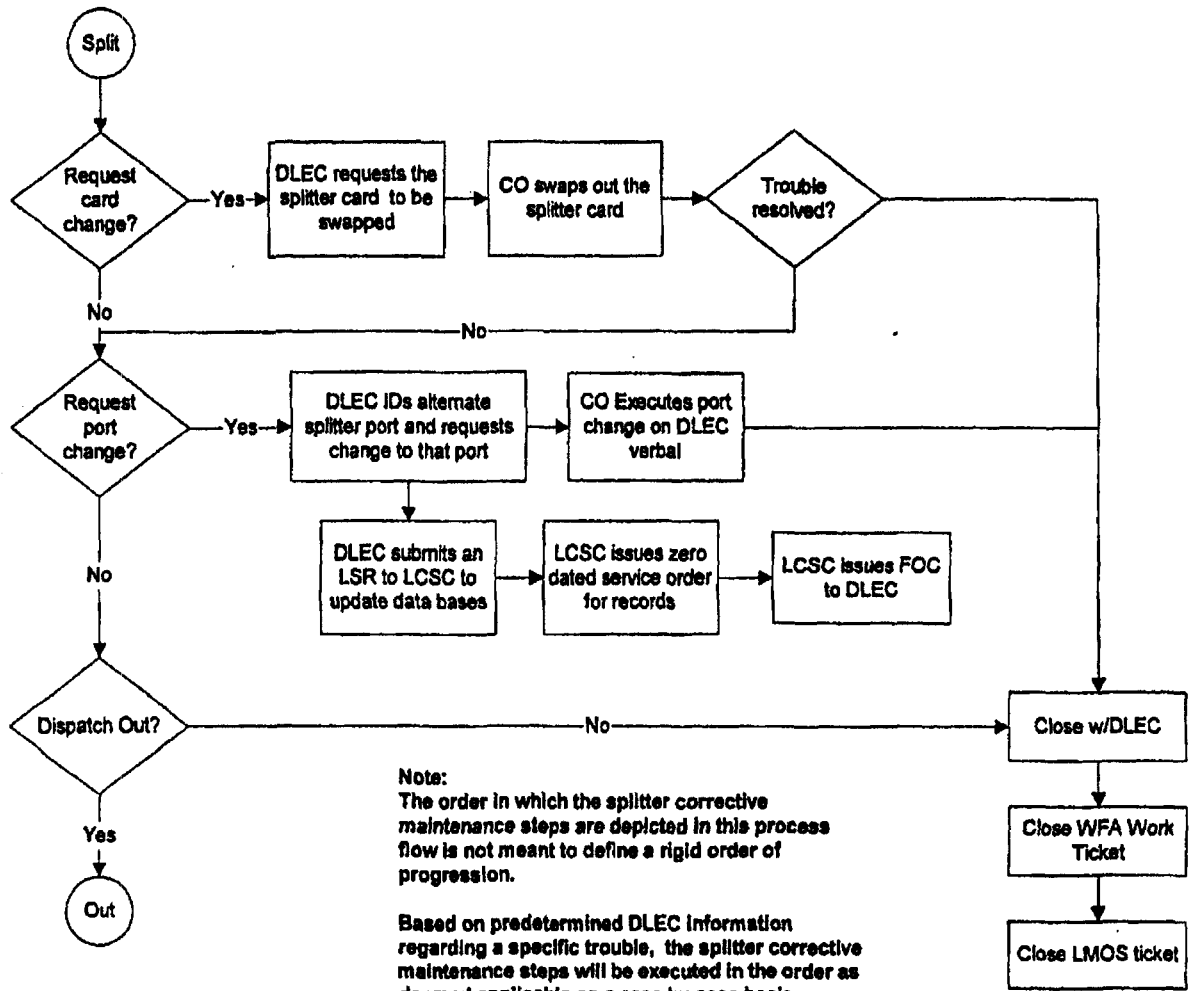 Split
Request
card
change?
Yes
DLEC requests the
splitter card to be
swapped
CO swaps out the
splitter card
Trouble
resolved?
No
No
Request
port
change?
Yes
DLEC IDs alternate
splitter port and requests
change to that port
CO Executes port
change on DLEC
verbal
No
DLEC submits an
LSR to LCSC to
update data bases
LCSC issues zero
dated service order
for records
LCSC issues FOC
to DLEC
Dispatch Out?
No
Close w/DLEC
Yes
Out
Note:
The order in which the splitter corrective
maintenance steps are depicted in this process
flow is not meant to define a rigid order of
progression.
Based on predetermined DLEC information
regarding a specific trouble, the splitter corrective
maintenance steps will be executed in the order as
Close WFA Work
Ticket
Close LMOS ticket